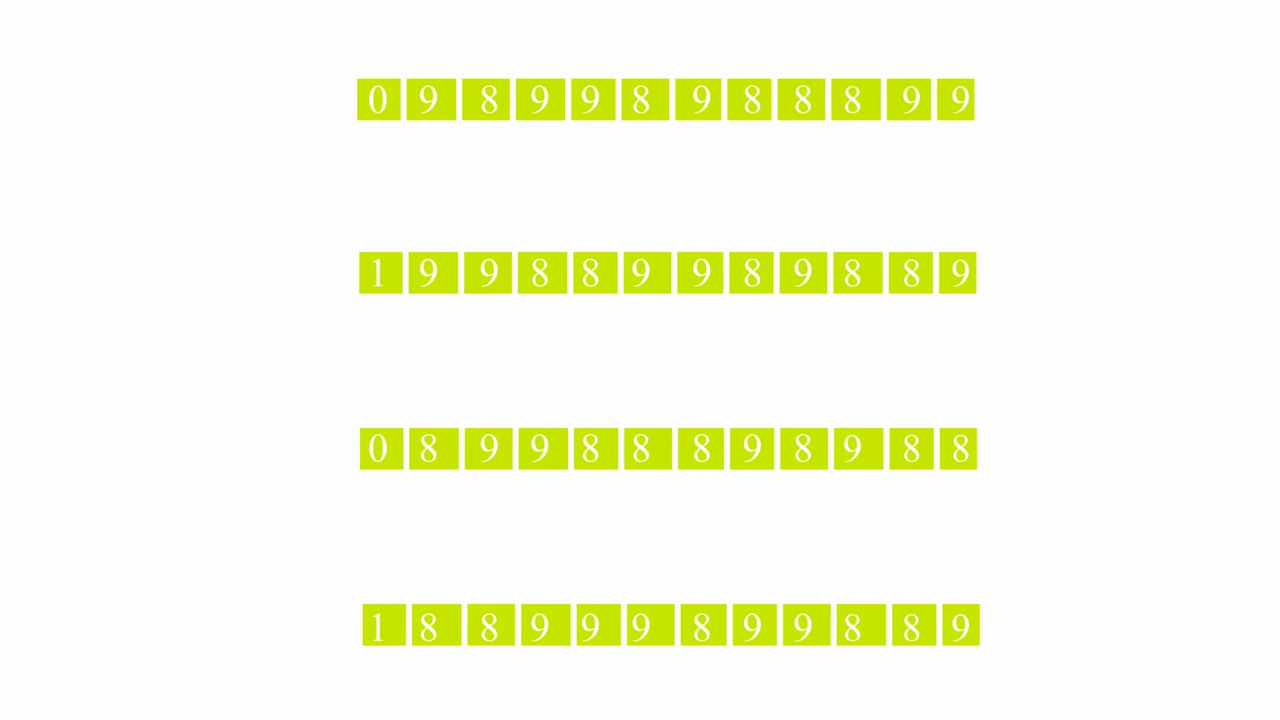 0 9 8 9 9 8 9 8 8 8 9 9
1 9 9 8 8 9 9 8 9 8 8 9
0 8 9 9 8 8 8 9 8 9 8 8
1 8 8 9 9 9 8 9 9 8 8 9